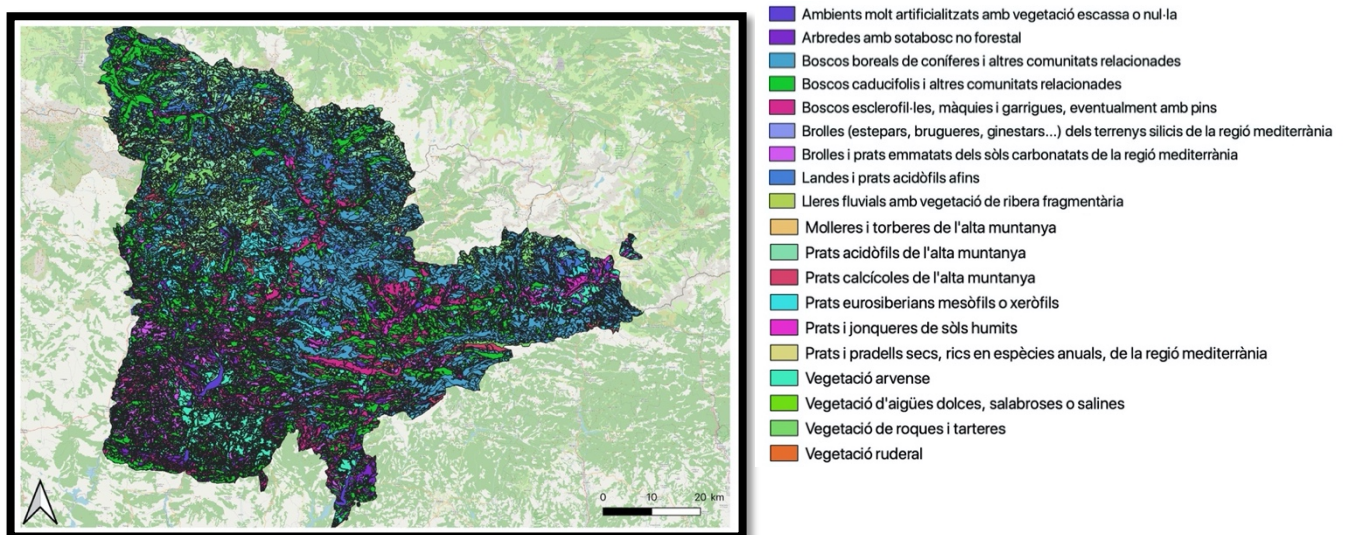 Ambients molt artificialitzats amb vegetació escassa o nul·la
Arbredes amb sotabosc no forestal
Boscos boreals de coníferes i altres comunitats relacionades
Boscos caducifolis i altres comunitats relacionades
Boscos esclerofil·les, màquies i garrigues, eventualment amb pins
Brolles (estepars, brugueres, ginestars...) dels terrenys silicis de la regió mediterrània
Brolles i prats emmatats dels sòls carbonatats de la regió mediterrània
Landes i prats acidòfils afins
Lleres fluvials amb vegetació de ribera fragmentària
Molleres i torberes de l'alta muntanya
Prats acidòfils de l'alta muntanya
Prats calcícoles de l'alta muntanya
Prats eurosiberians mesòfils o xeròfils
Prats i jonqueres de sòls humits
Prats i pradells secs, rics en espècies anuals, de la regió mediterrània
Vegetació arvense
Vegetació d'aigües dolces, salabroses o salines
Vegetació de roques i tarteres
Vegetació ruderal
0 10 20 km